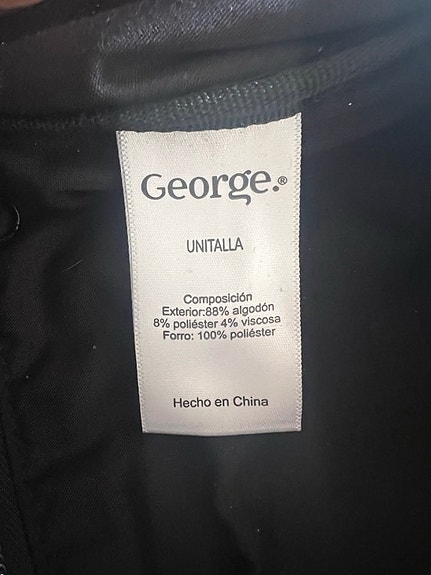 George.®
UNITALLA
Composición
Exterior:88% algodón
8% poliéster 4% viscosa
Forro: 100% poliéster
Hecho en China